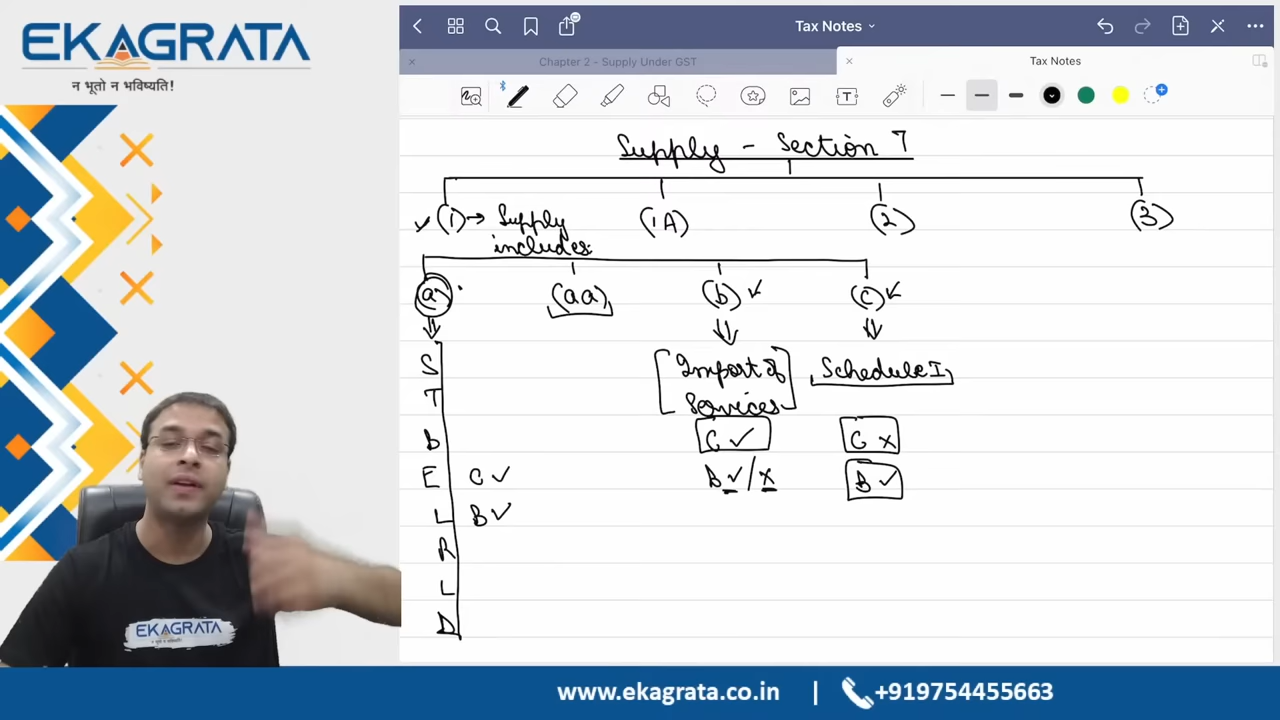 EKAGRATA
न भूतो न भविष्यति!
Tax Notes
Chapter 2 - Supply Under GST
Tax Notes
Supply - Section 7
(1) → Supply includes
(1A)
(2)
(3)
(a)
(aa)
(b) ✓
(c) ✓
S
T
B
E
L
R
L
D
C ✓
B ✓
Import of
Services
C ✓
B ✓/x
Schedule I
C x
B ✓
EKAGRATA
www.ekagrata.co.in | +919754455663